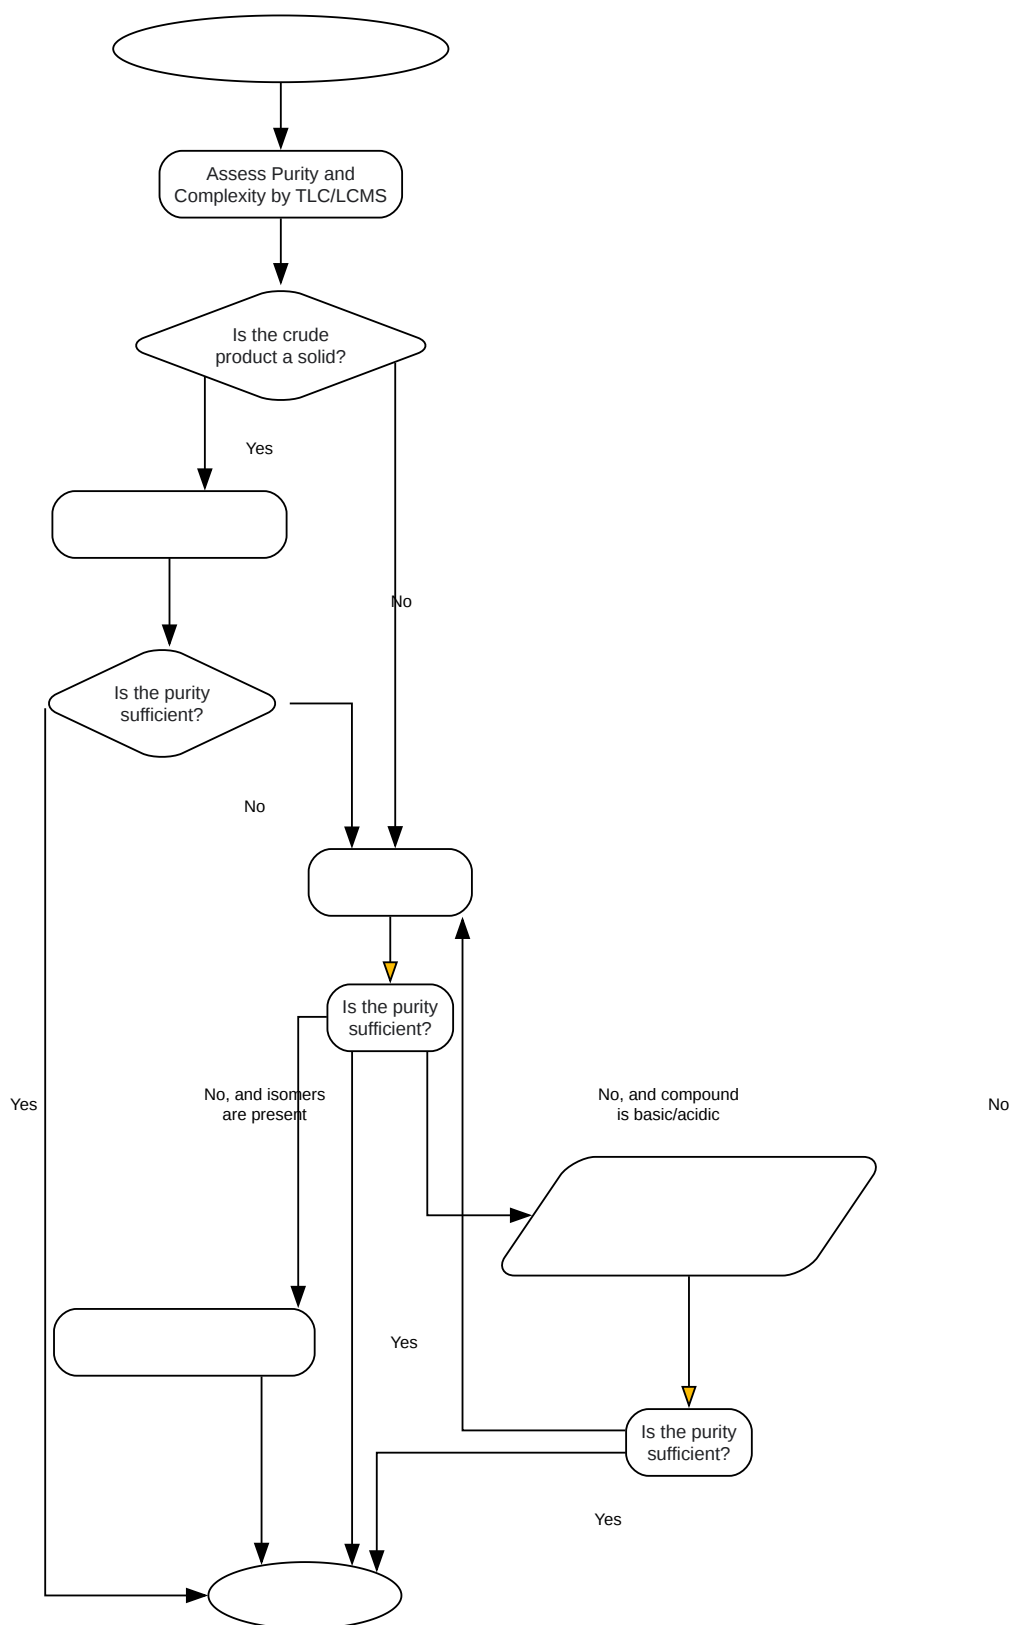 Assess Purity and
Complexity by TLC/LCMS
Is the crude
product a solid?
Yes
No
Is the purity
sufficient?
No
Is the purity
sufficient?
Yes
No, and isomers
are present
No, and compound
is basic/acidic
No
Yes
Is the purity
sufficient?
Yes